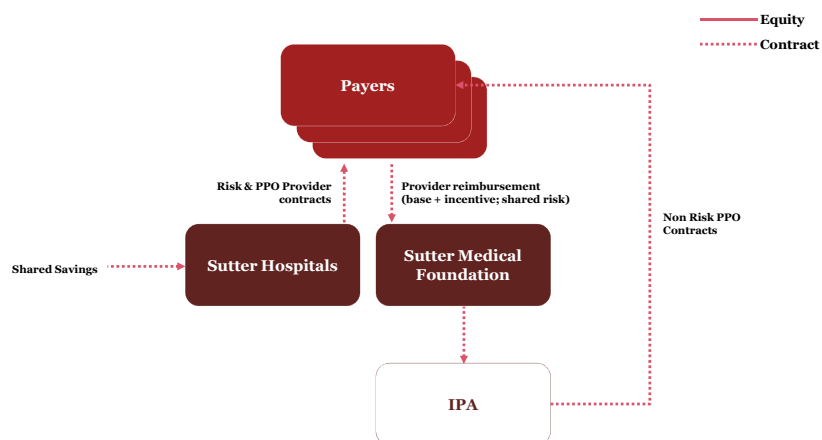 Equity
Contract
Payers
Risk & PPO Provider
contracts
Provider reimbursement
(base + incentive; shared risk)
Non Risk PPO
Contracts
Shared Savings
Sutter Hospitals
Sutter Medical
Foundation
IPA